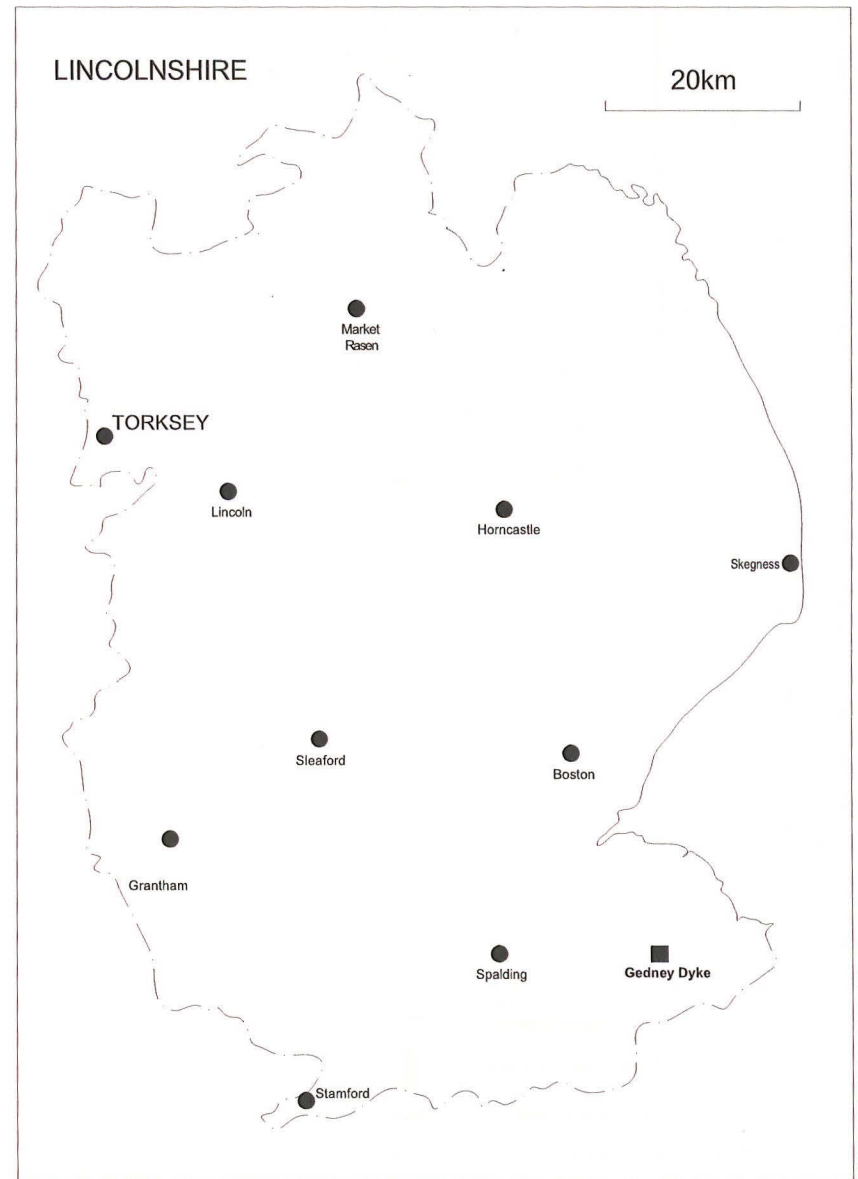 LINCOLNSHIRE
20km
Market
Rasen
TORKSEY
Lincoln
Horncastle
Skegness
Sleaford
Boston
Grantham
Spalding
Gedney Dyke
Stamford